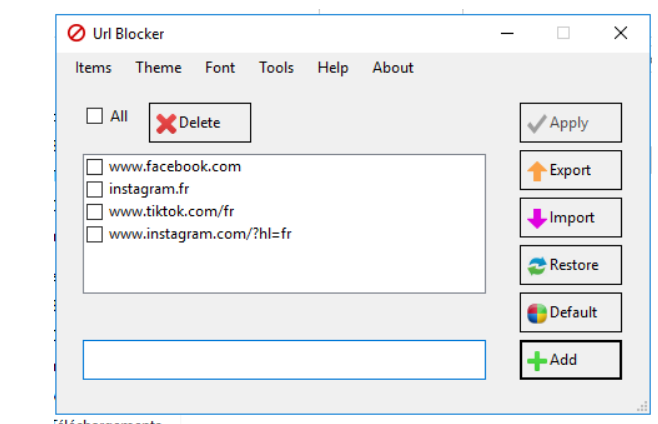 Url Blocker
Items Theme Font Tools Help About
All
Delete
Apply
www.facebook.com
instagram.fr
www.tiktok.com/fr
www.instagram.com/?hl=fr
Export
Import
Restore
Default
Add